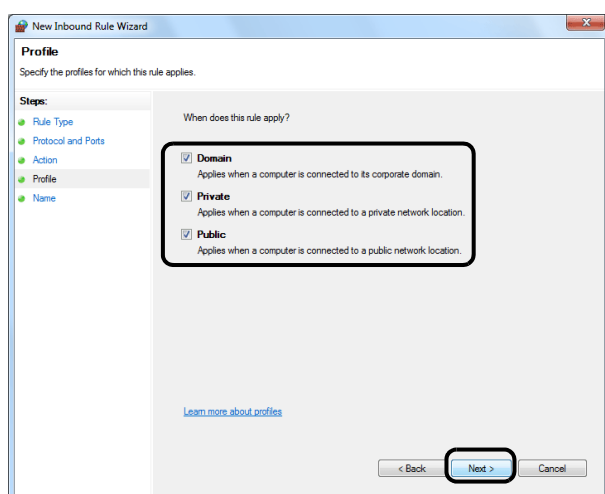 New Inbound Rule Wizard
Profile
Specify the profiles for which this rule applies.
Steps:
Rule Type
Protocol and Ports
Action
Profile
Name
When does this rule apply?
Domain
Applies when a computer is connected to its corporate domain.
Private
Applies when a computer is connected to a private network location.
Public
Applies when a computer is connected to a public network location.
Learn more about profiles
< Back
Next >
Cancel